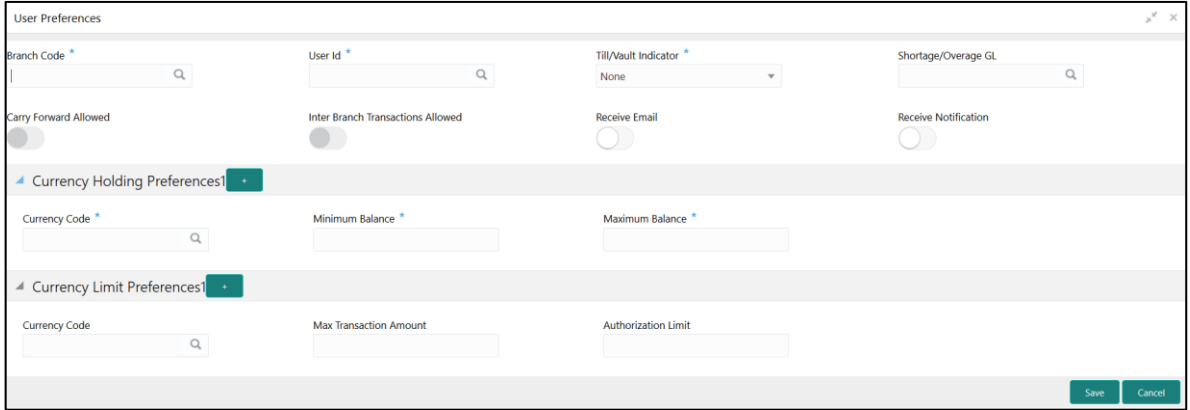 User Preferences
Branch Code * User Id * Till/Vault Indicator * Shortage/Overage GL
None
Carry Forward Allowed Inter Branch Transactions Allowed Receive Email Receive Notification
Currency Holding Preferences1 +
Currency Code * Minimum Balance * Maximum Balance *
Currency Limit Preferences1 +
Currency Code Max Transaction Amount Authorization Limit
Save Cancel